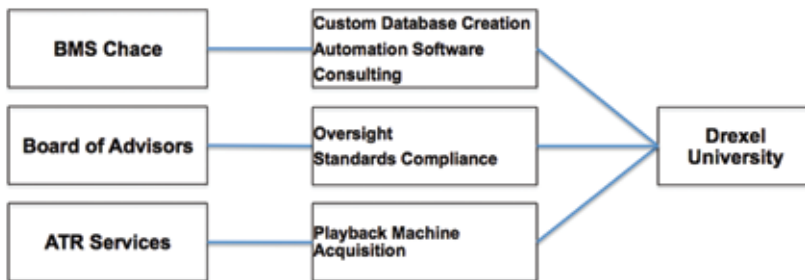 BMS Chace
Custom Database Creation
Automation Software
Consulting
Board of Advisors
Oversight
Standards Compliance
Drexel
University
ATR Services
Playback Machine
Acquisition